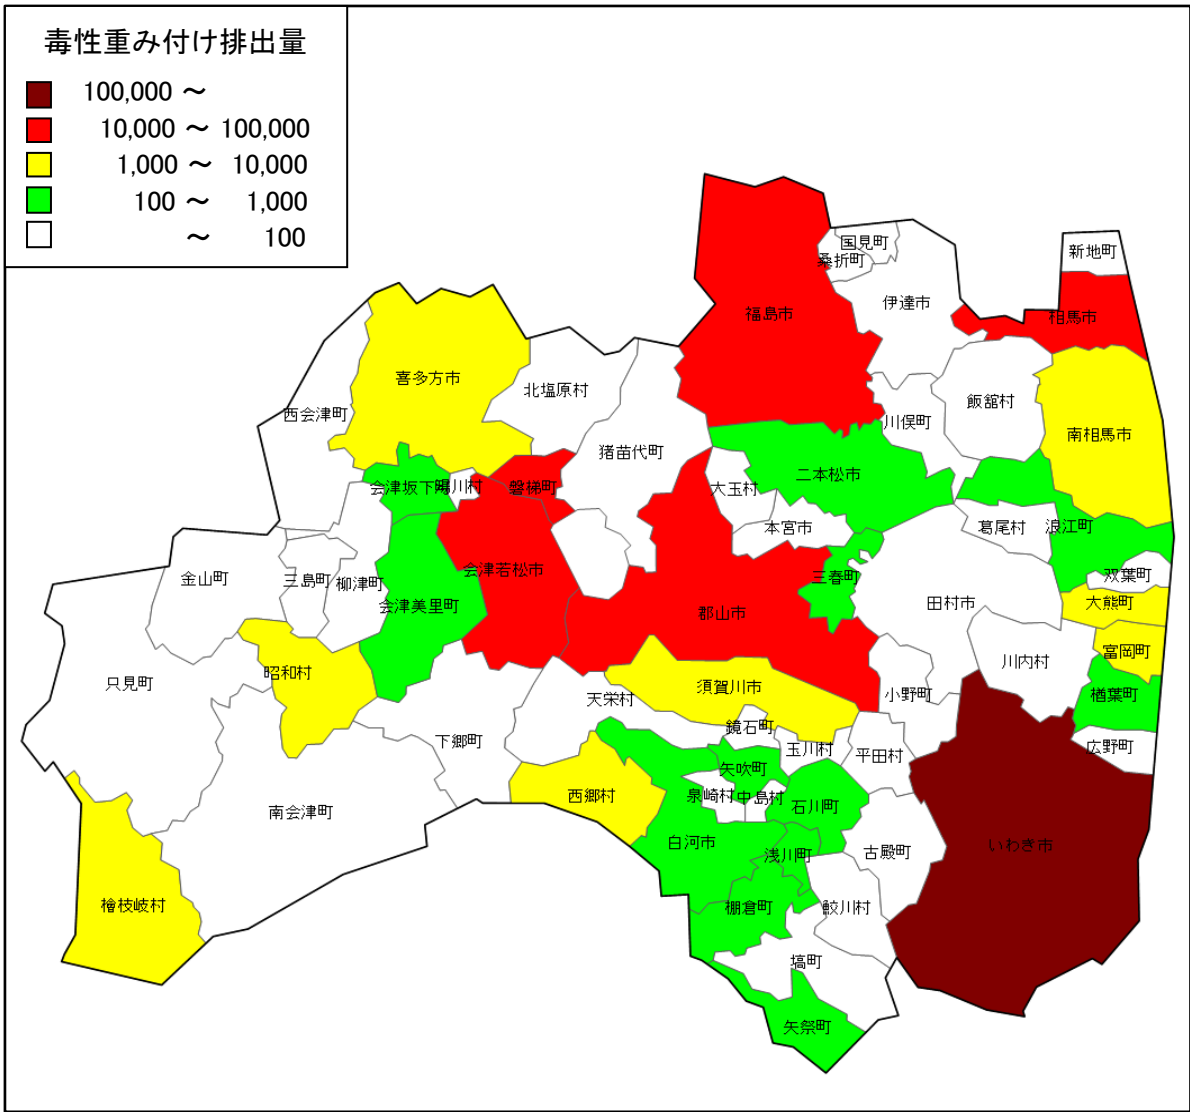 毒性重み付け排出量
100,000 ～
10,000 ～ 100,000
1,000 ～ 10,000
100 ～ 1,000
～ 100
国見町
新地町
桑折町
伊達市
福島市
相馬市
喜多方市
北塩原村
飯舘村
西会津町
川俣町
南相馬市
猪苗代町
二本松市
会津坂下町
湯川村
磐梯町
大玉村
本宮市
葛尾村
浪江町
会津若松市
三春町
双葉町
金山町
三島町
柳津町
会津美里町
田村市
大熊町
郡山市
富岡町
川内村
昭和村
只見町
須賀川市
小野町
楢葉町
天栄村
鏡石町
下郷町
玉川村
平田村
広野町
矢吹町
西郷村
泉崎村
中島村
石川町
南会津町
白河市
浅川町
古殿町
いわき市
檜枝岐村
棚倉町
鮫川村
塙町
矢祭町